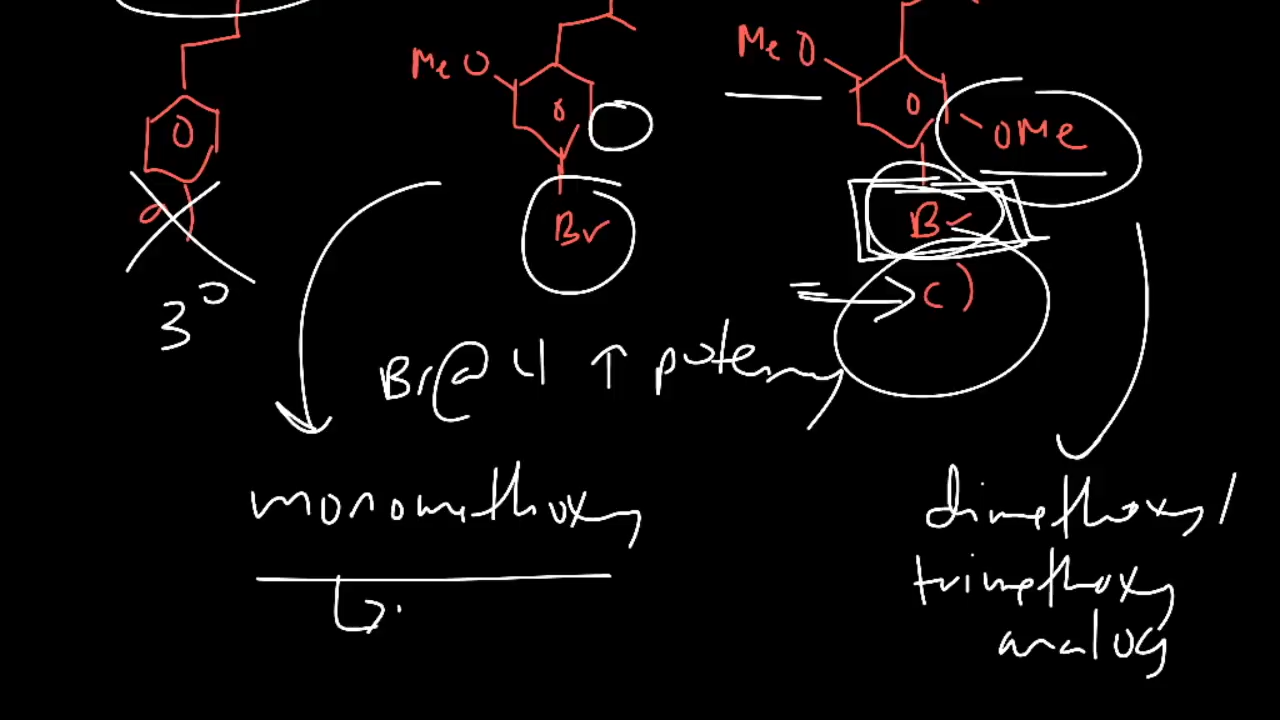 MeO
MeO
O
O
O
OMe
a)
Br
Br
3°
c)
Br@ 4 ↑ potency
monomethoxy
dimethoxy/
trimethoxy
analog